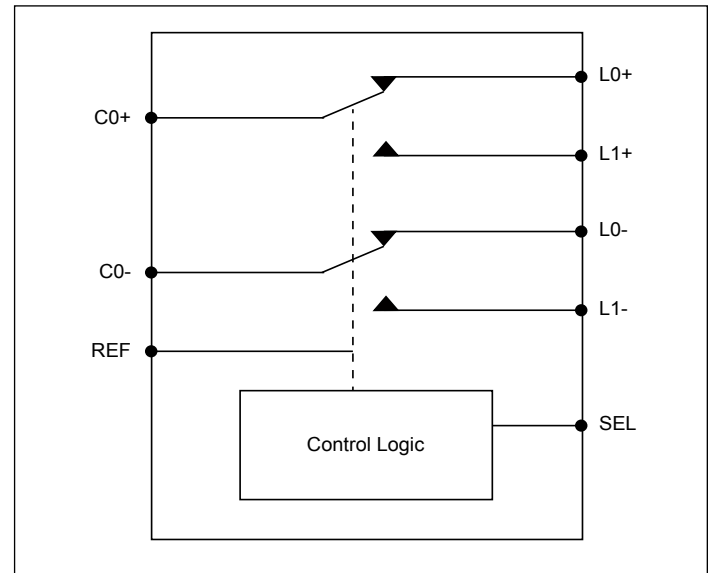 L0+
C0+
L1+
L0-
C0-
L1-
REF
SEL
Control Logic